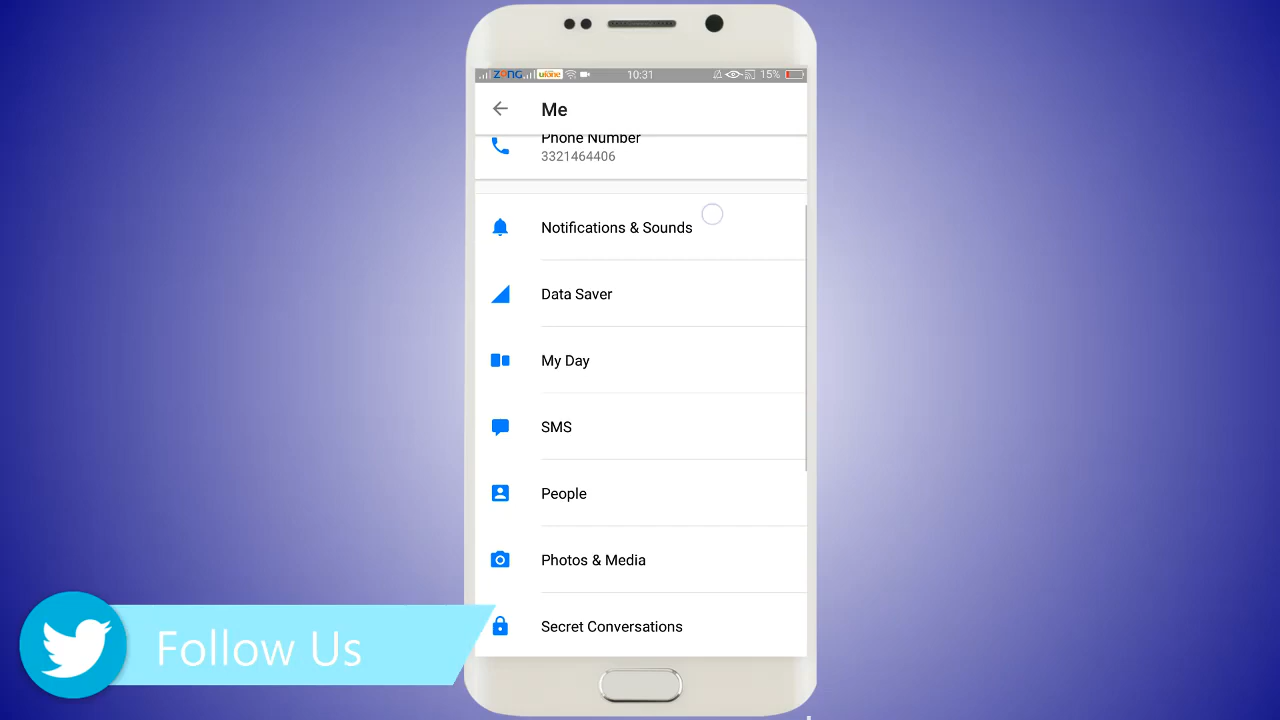 ZONG ufone 10:31 15%
Me
Phone Number
3321464406
Notifications & Sounds
Data Saver
My Day
SMS
People
Photos & Media
Secret Conversations
Follow Us